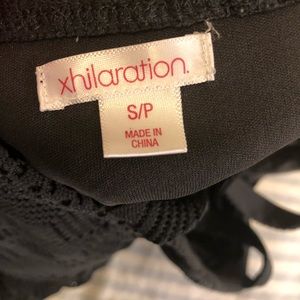 xhilaration.
S/P
MADE IN
CHINA